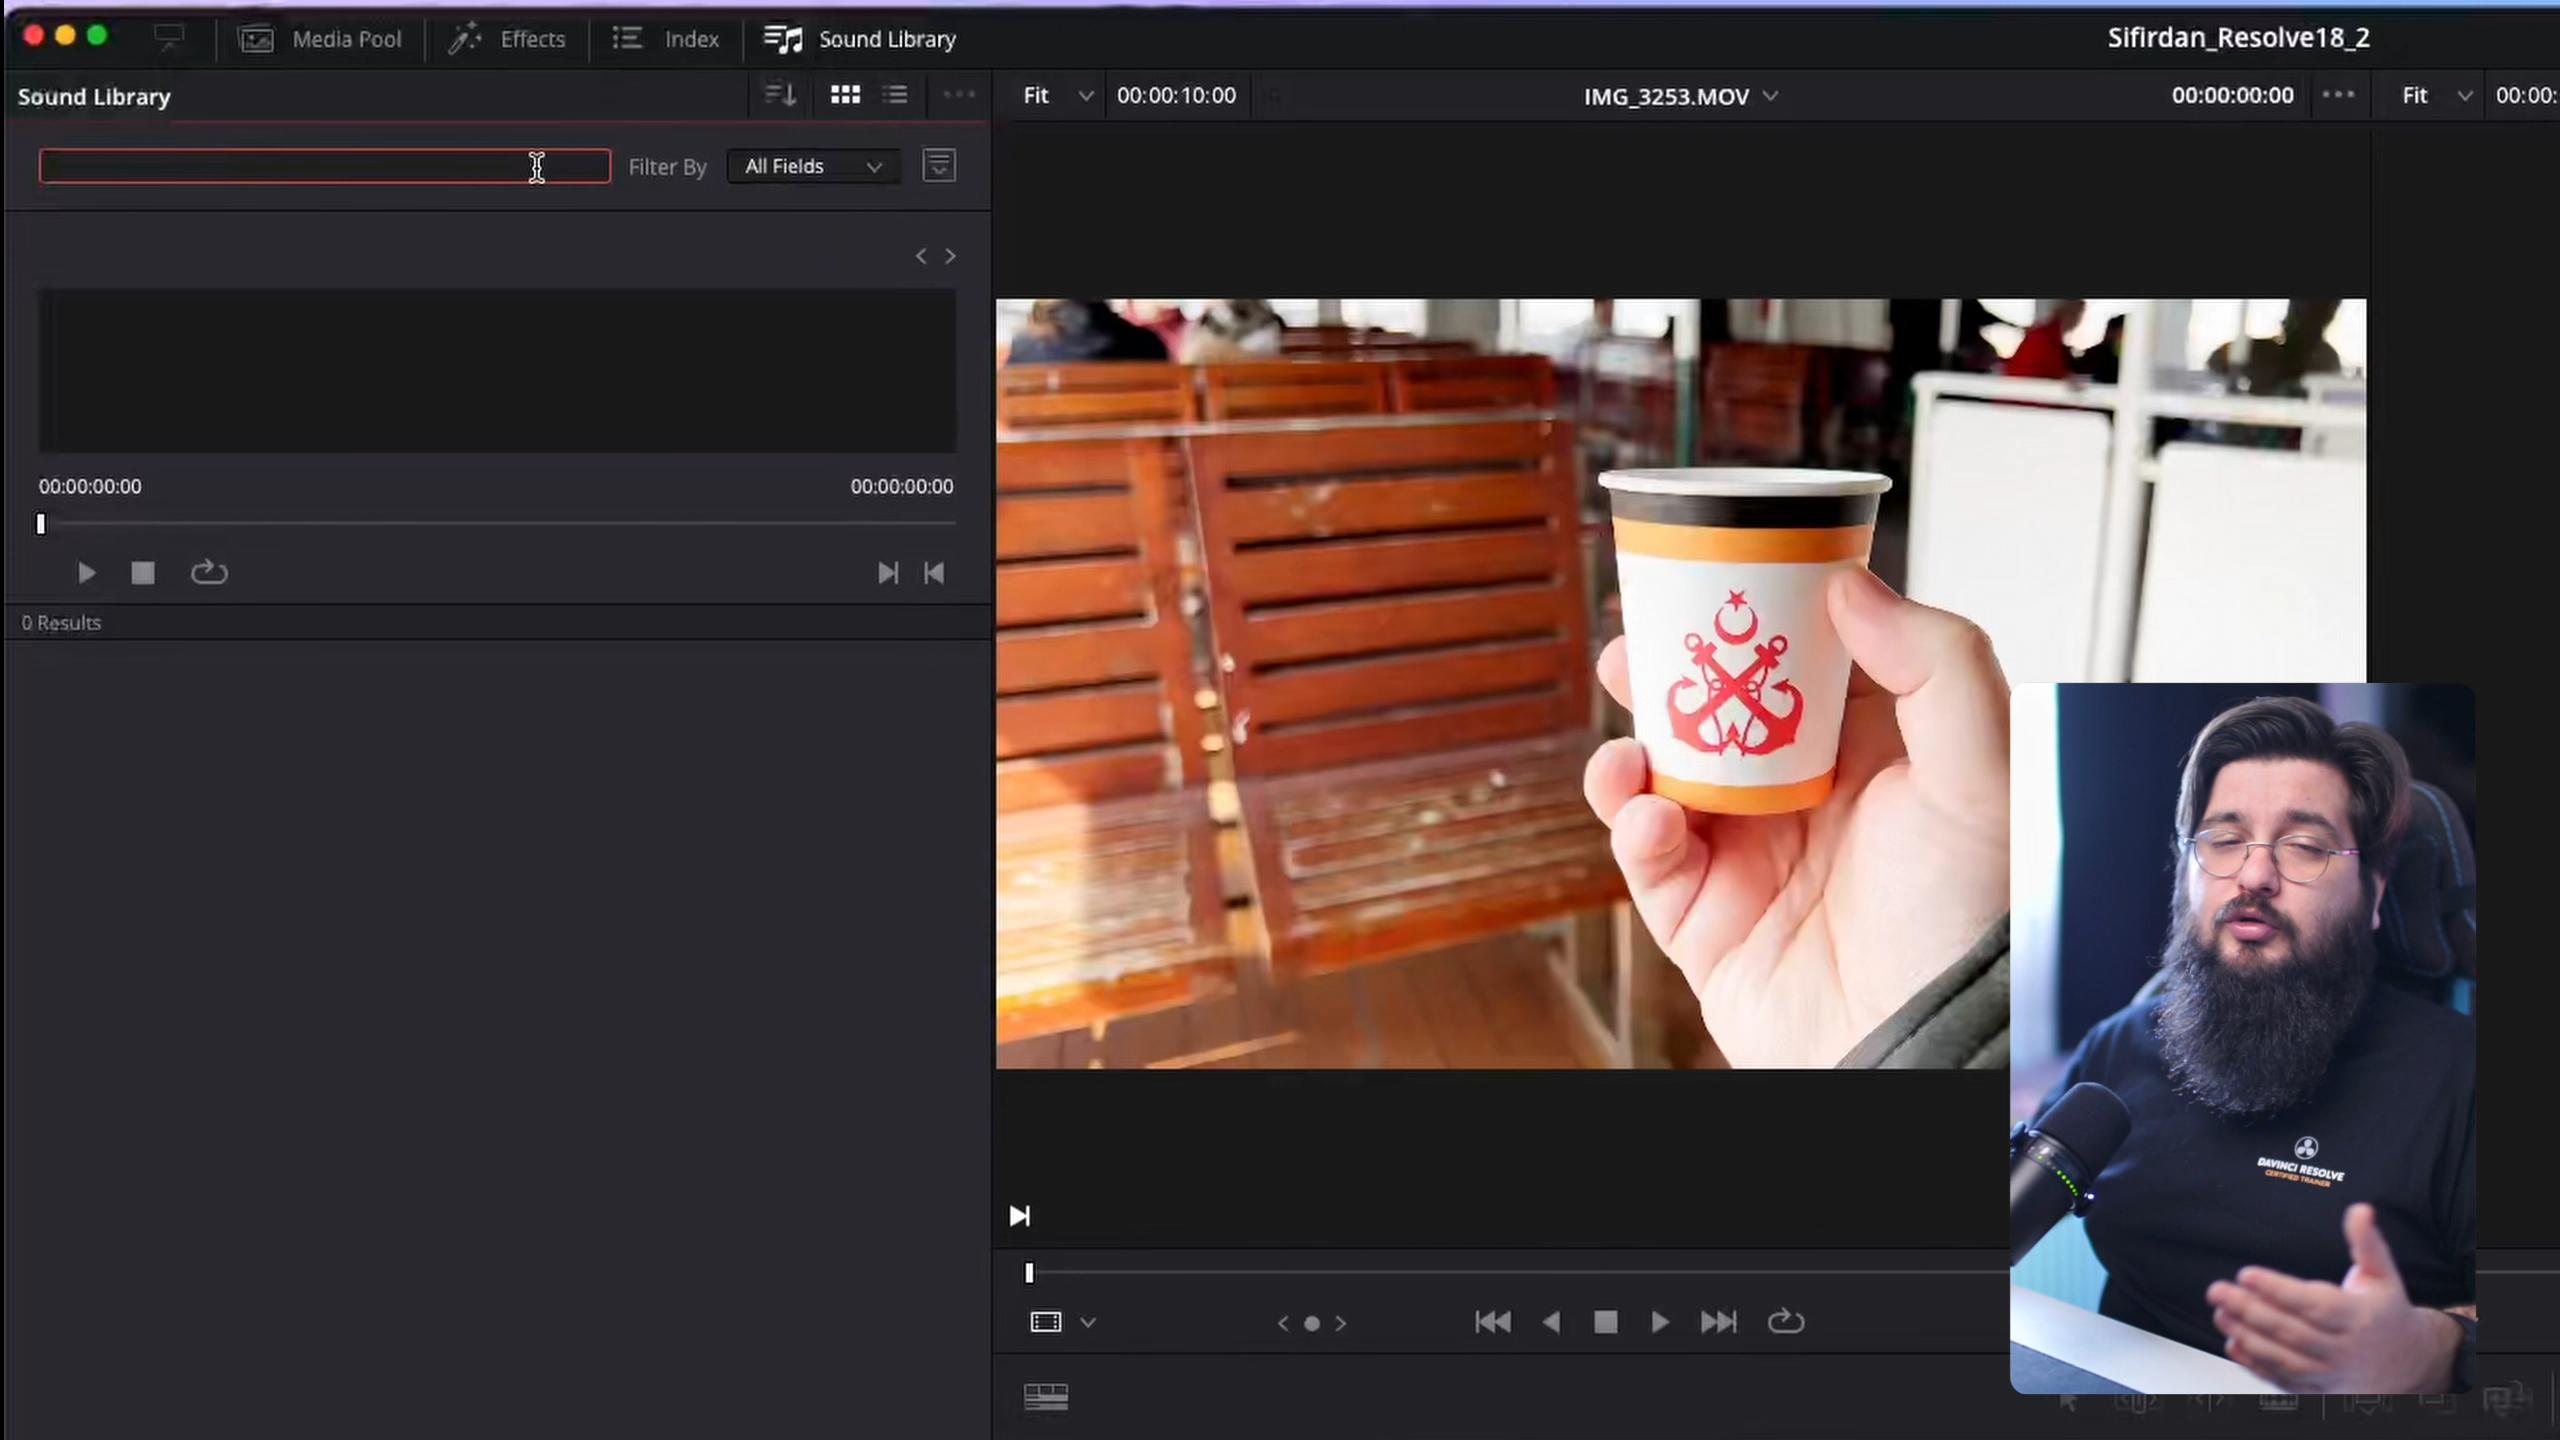 Media Pool
Effects
Index
Sound Library
Sifirdan_Resolve18_2
Sound Library
Fit
00:00:10:00
IMG_3253.MOV
00:00:00:00
Fit
00:00:
Filter By
All Fields
00:00:00:00
00:00:00:00
0 Results
DAVINCI RESOLVE
CERTIFIED TRAINER